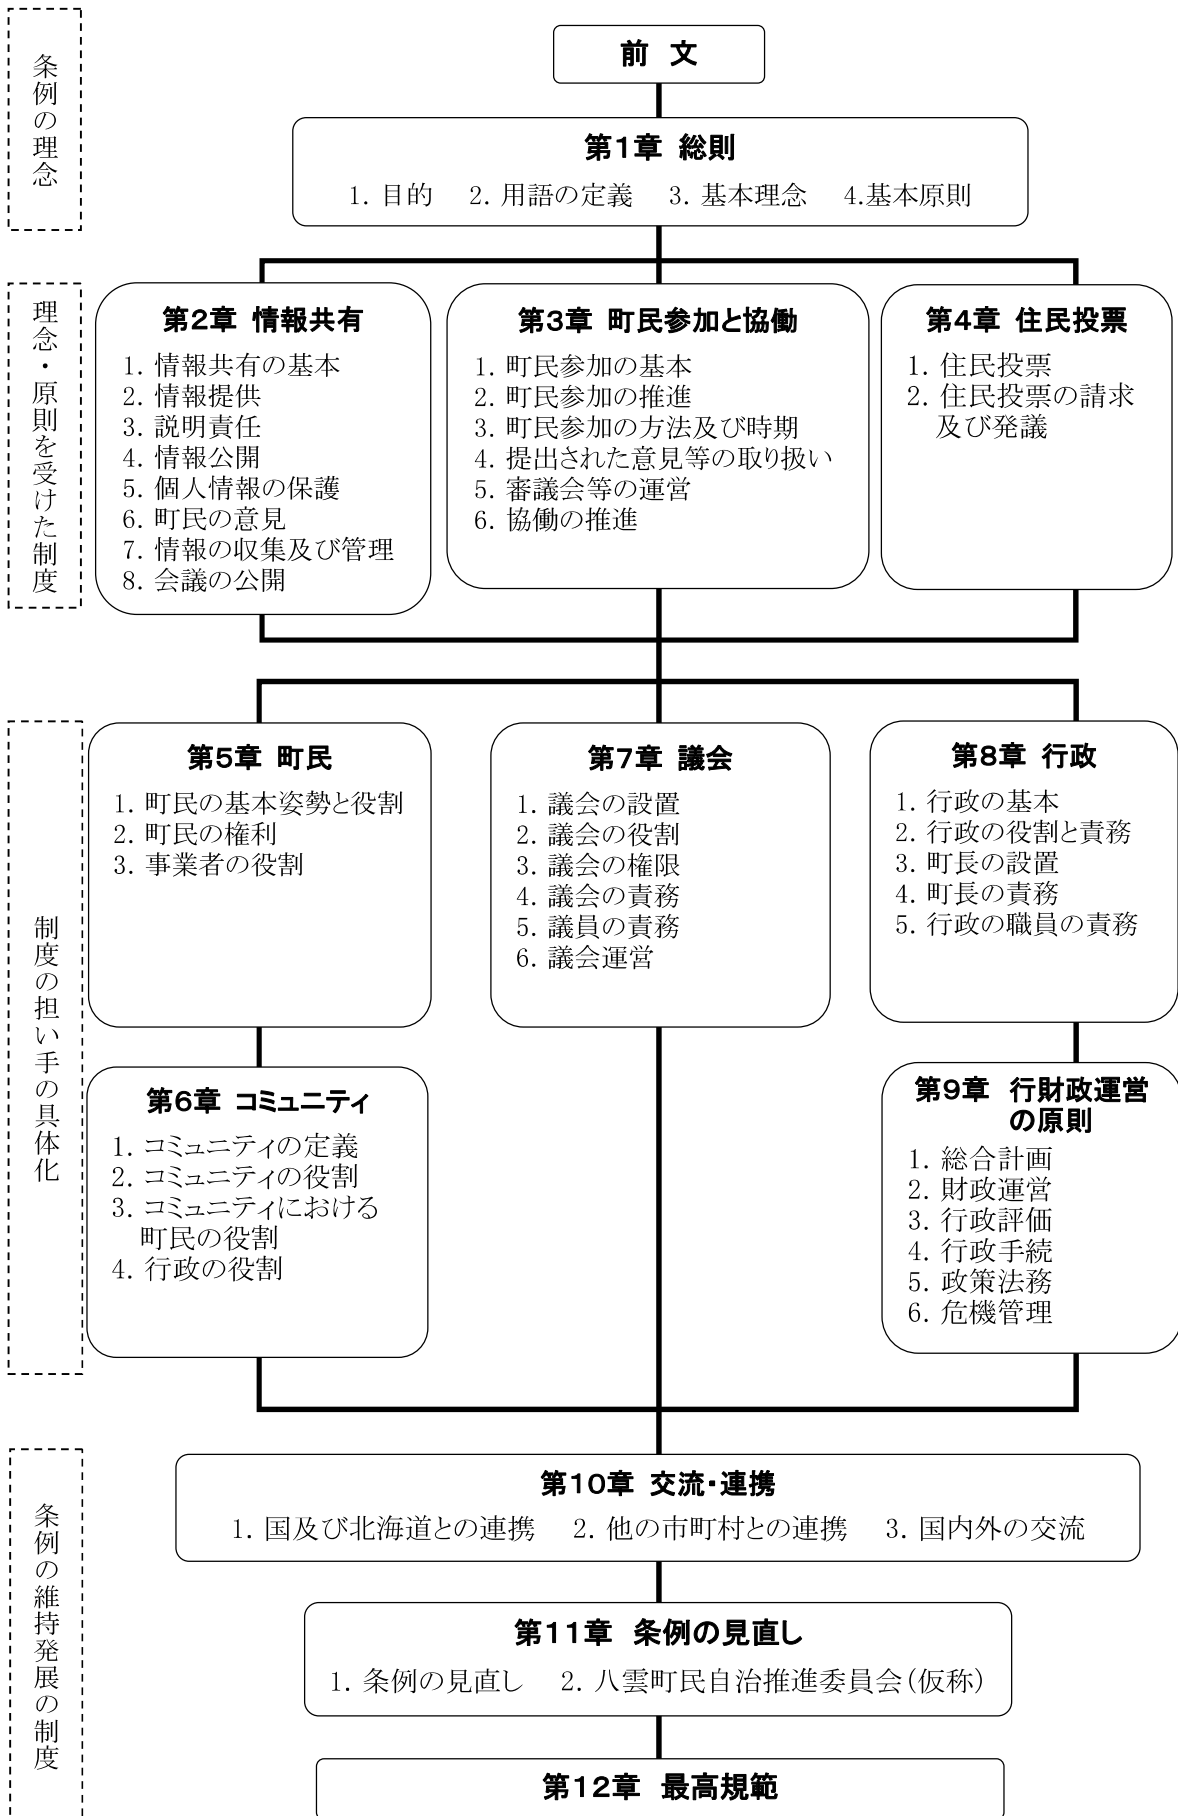 条例の理念
前 文
第1章 総則
1. 目的 2. 用語の定義 3. 基本理念 4.基本原則
理念・原則を受けた制度
第2章 情報共有
1. 情報共有の基本
2. 情報提供
3. 説明責任
4. 情報公開
5. 個人情報の保護
6. 町民の意見
7. 情報の収集及び管理
8. 会議の公開
第3章 町民参加と協働
1. 町民参加の基本
2. 町民参加の推進
3. 町民参加の方法及び時期
4. 提出された意見等の取り扱い
5. 審議会等の運営
6. 協働の推進
第4章 住民投票
1. 住民投票
2. 住民投票の請求
及び発議
制度の担い手の具体化
第5章 町民
1. 町民の基本姿勢と役割
2. 町民の権利
3. 事業者の役割
第7章 議会
1. 議会の設置
2. 議会の役割
3. 議会の権限
4. 議会の責務
5. 議員の責務
6. 議会運営
第8章 行政
1. 行政の基本
2. 行政の役割と責務
3. 町長の設置
4. 町長の責務
5. 行政の職員の責務
第6章 コミュニティ
1. コミュニティの定義
2. コミュニティの役割
3. コミュニティにおける
町民の役割
4. 行政の役割
第9章 行財政運営
の原則
1. 総合計画
2. 財政運営
3. 行政評価
4. 行政手続
5. 政策法務
6. 危機管理
条例の維持発展の制度
第10章 交流・連携
1. 国及び北海道との連携 2. 他の市町村との連携 3. 国内外の交流
第11章 条例の見直し
1. 条例の見直し 2. 八雲町民自治推進委員会(仮称)
第12章 最高規範